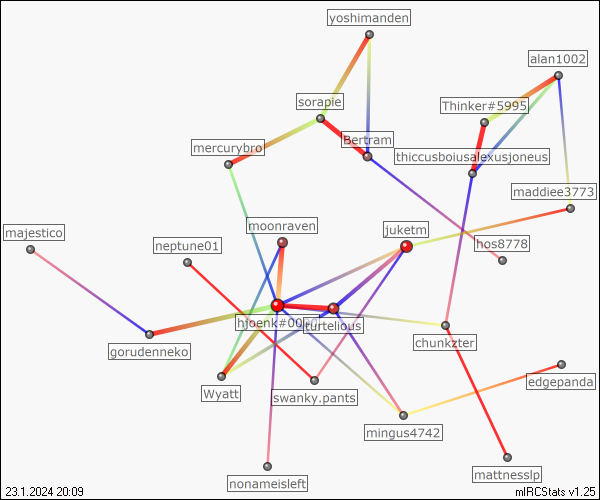 yoshimanden
alan1002
sorapie
Thinker#5995
Bertram
mercurybro
thiccusboiusalexusjoneus
maddiee3773
moonraven
juketm
majestico
neptune01
hos8778
hjoenk#0000
turtelious
gorudenneko
chunkzter
Wyatt
swanky.pants
edgepanda
mingus4742
nonameisleft
mattnesslp
23.1.2024 20:09
mIRCStats v1.25